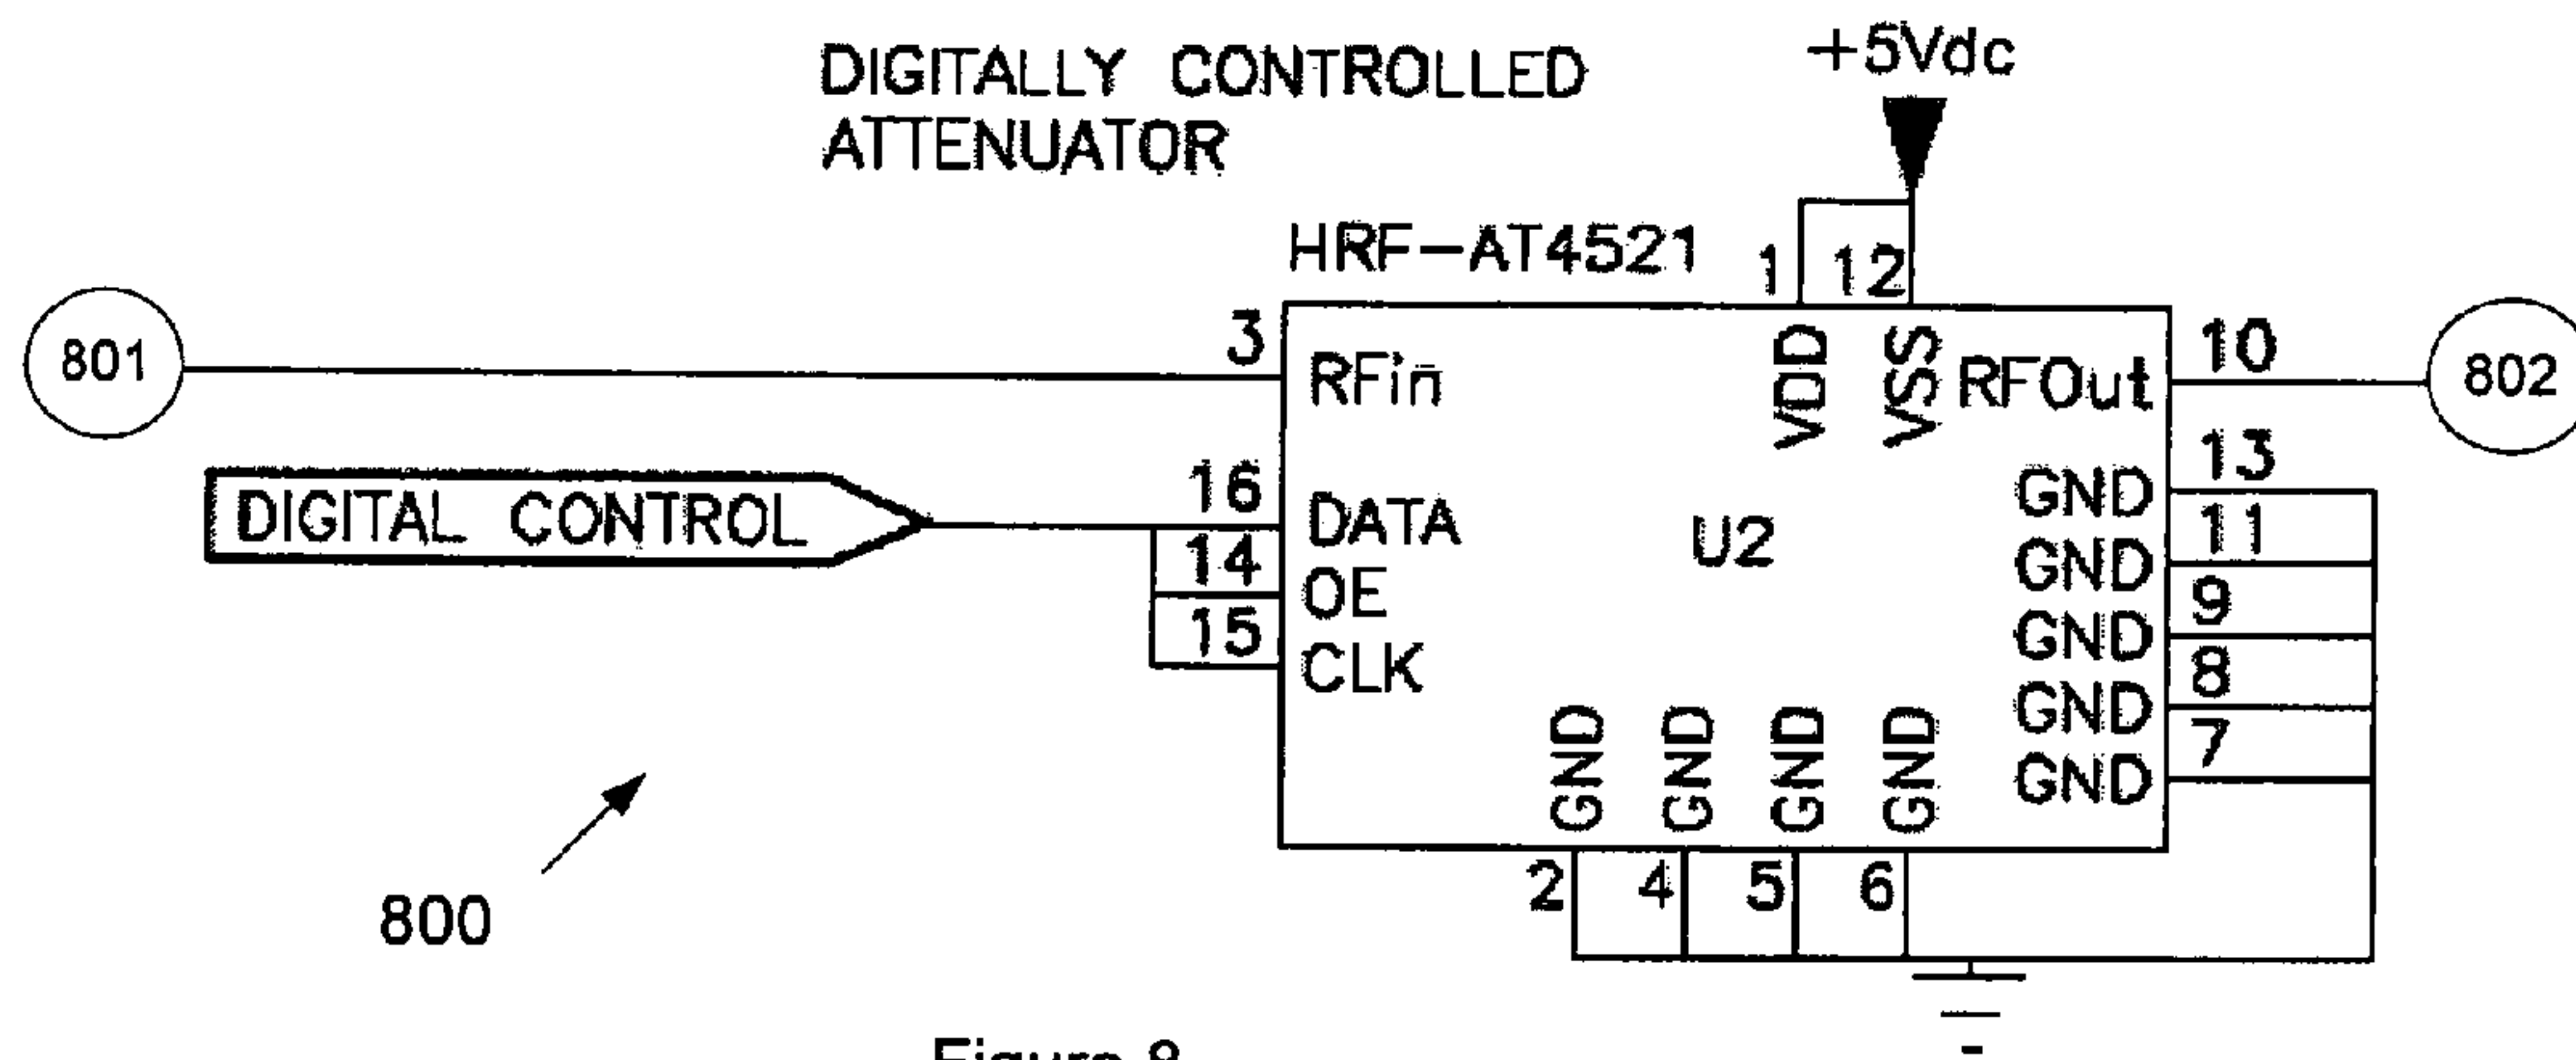 DIGITALLY CONTROLLED
ATTENUATOR
+5Vdc
HRF-AT4521
1
12
801
3
RFin
VDD
VSS
RFOut
10
802
DIGITAL CONTROL
16
DATA
14
OE
15
CLK
U2
13
GND
11
GND
9
GND
8
GND
7
GND
GND
GND
GND
GND
2
4
5
6
800
Figure 8